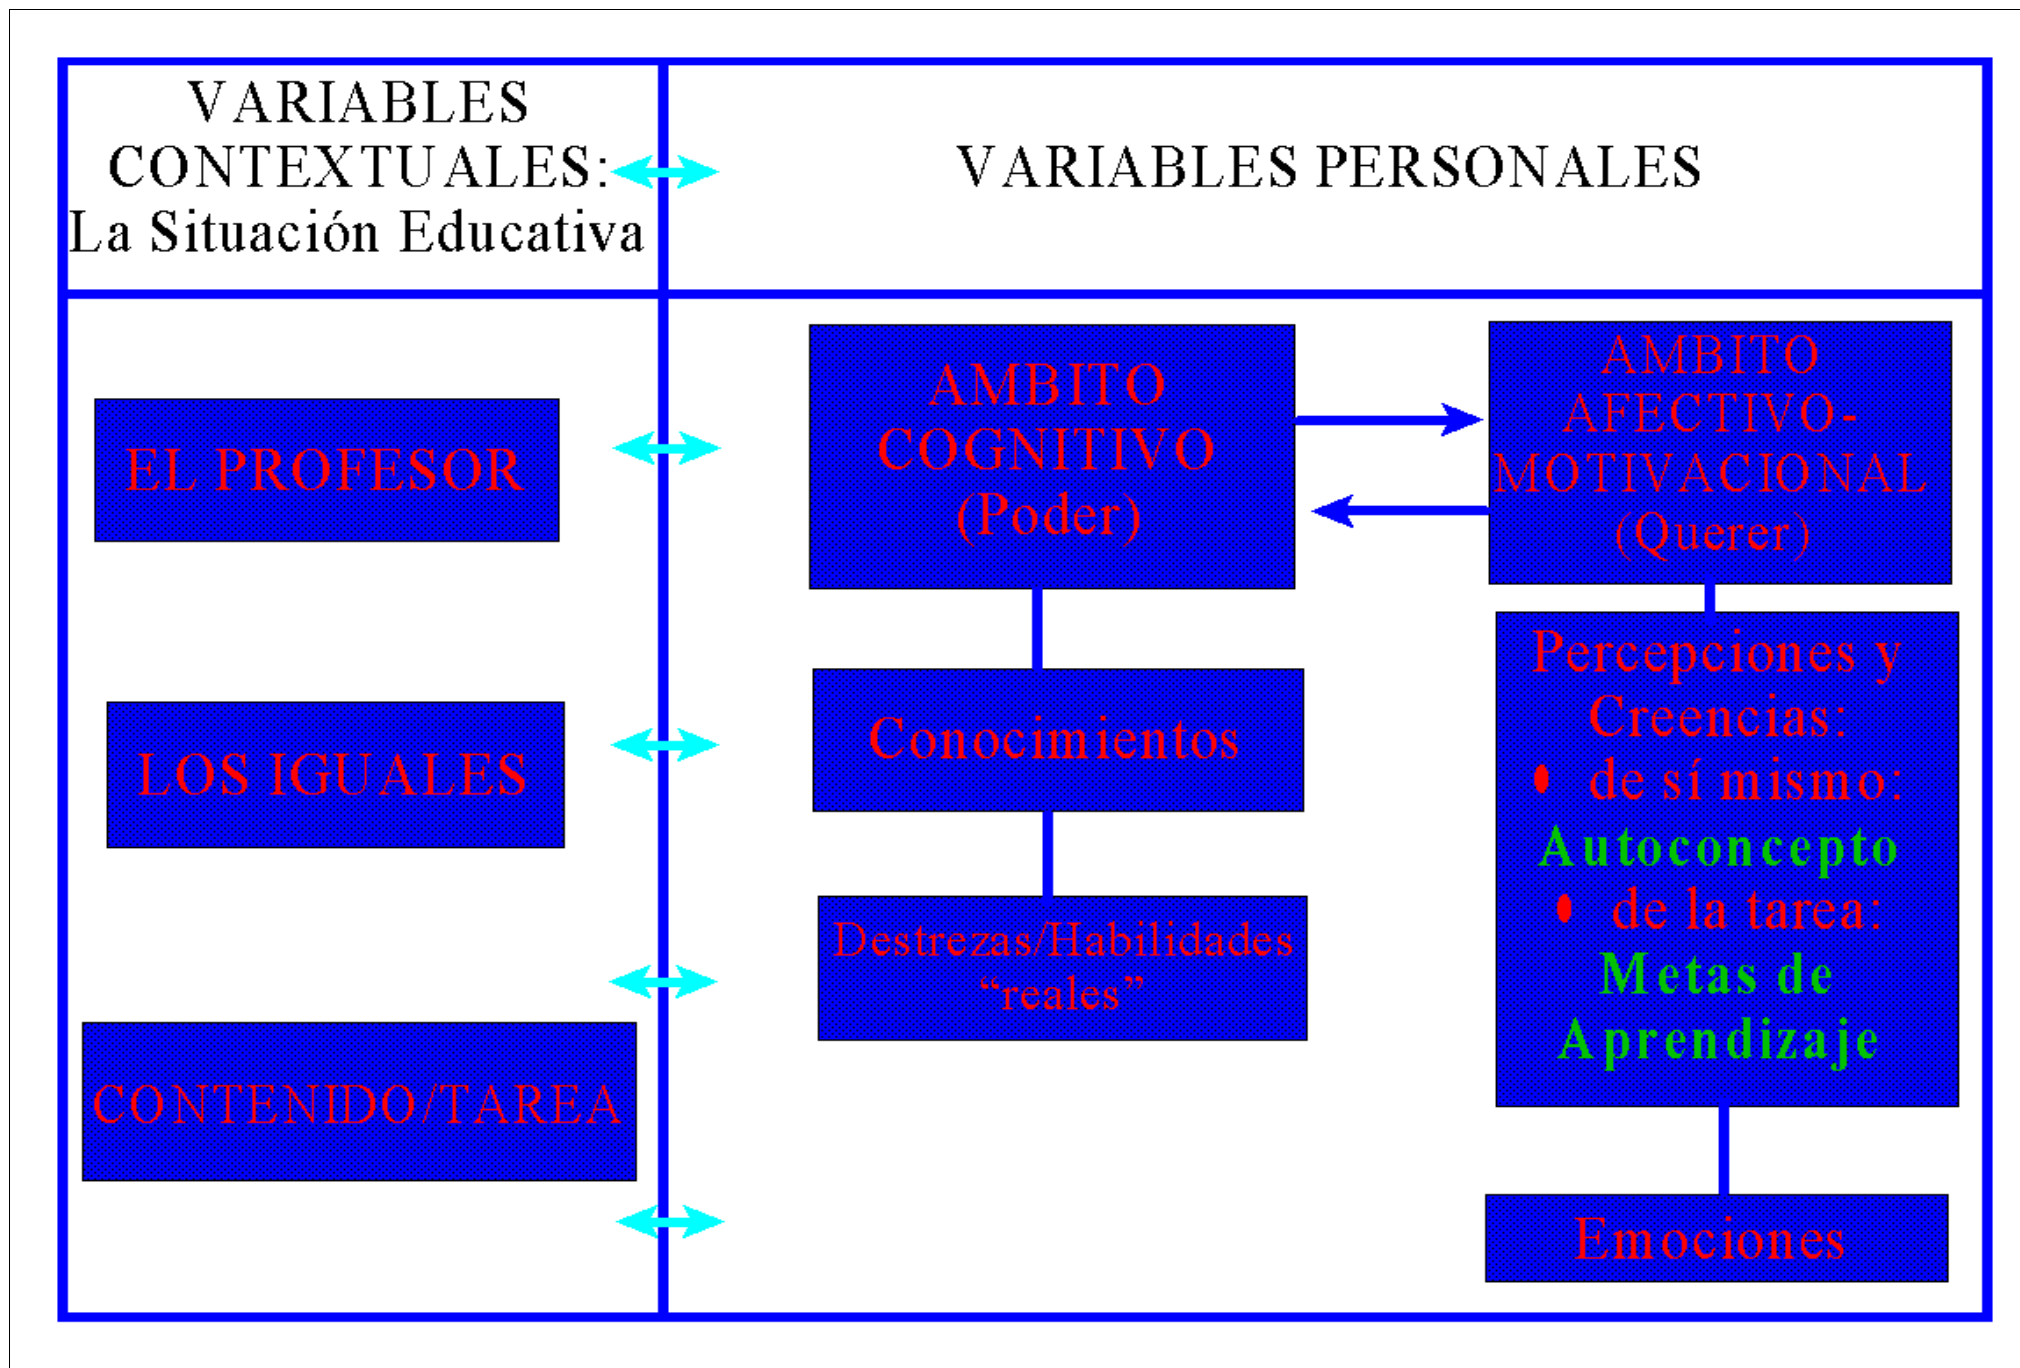 VARIABLES
CONTEXTUALES:
La Situación Educativa
VARIABLES PERSONALES
EL PROFESOR
LOS IGUALES
CONTENIDO/TAREA
AMBITO
COGNITIVO
(Poder)
Conocimientos
Destrezas/Habilidades
“reales”
AMBITO
AFECTIVO-
MOTIVACIONAL
(Querer)
Percepciones y
Creencias:
• de sí mismo:
Autoconcepto
• de la tarea:
Metas de
Aprendizaje
Emociones